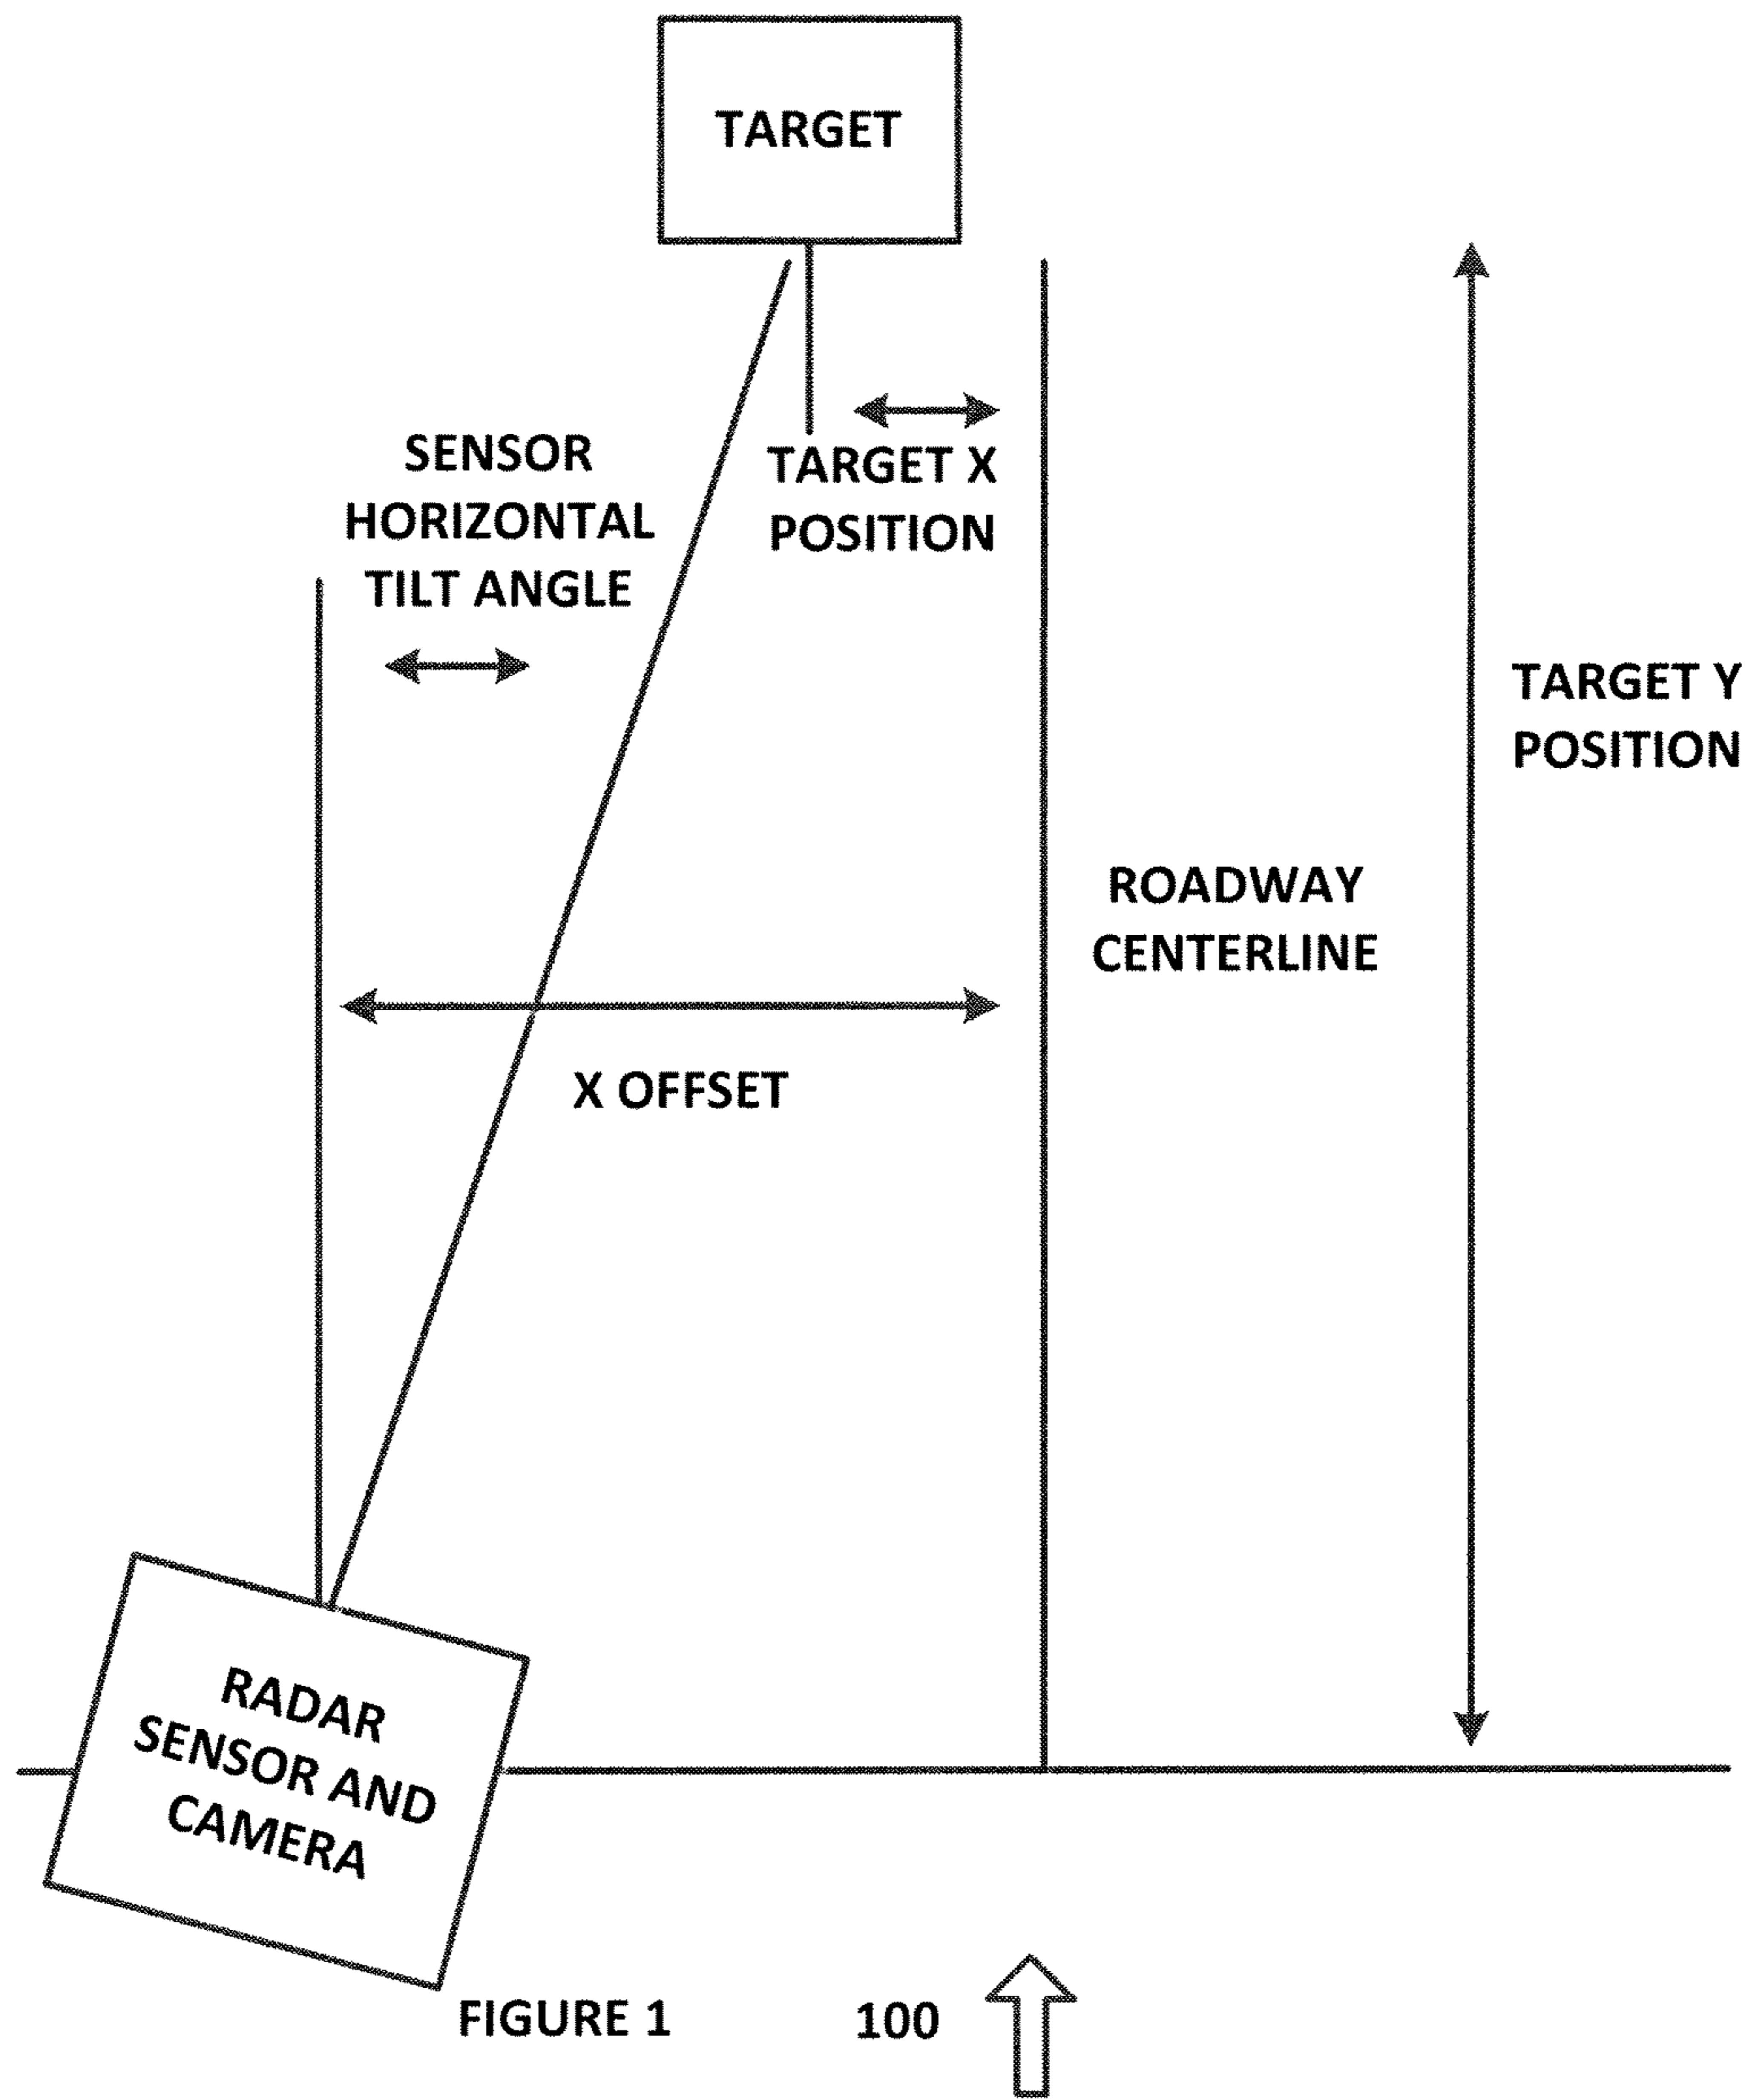 TARGET
SENSOR
HORIZONTAL
TILT ANGLE
TARGET X
POSITION
TARGET Y
POSITION
ROADWAY
CENTERLINE
X OFFSET
RADAR
SENSOR AND
CAMERA
FIGURE 1
100